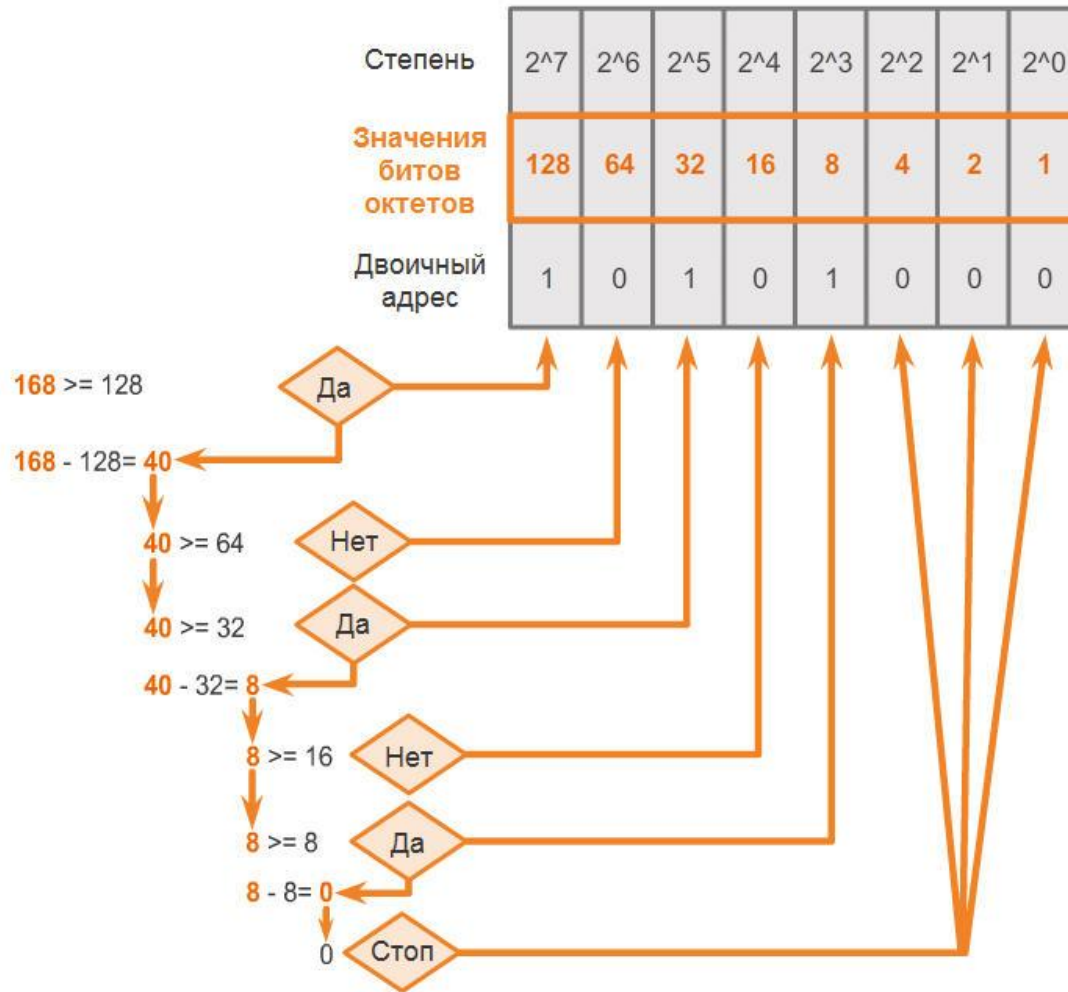 Степень 2^7 2^6 2^5 2^4 2^3 2^2 2^1 2^0
Значения
битов
октетов
128 64 32 16 8 4 2 1
Двоичный
адрес
1 0 1 0 1 0 0 0
168 >= 128 Да
168 - 128= 40
40 >= 64 Нет
40 >= 32 Да
40 - 32= 8
8 >= 16 Нет
8 >= 8 Да
8 - 8= 0
0 Стоп